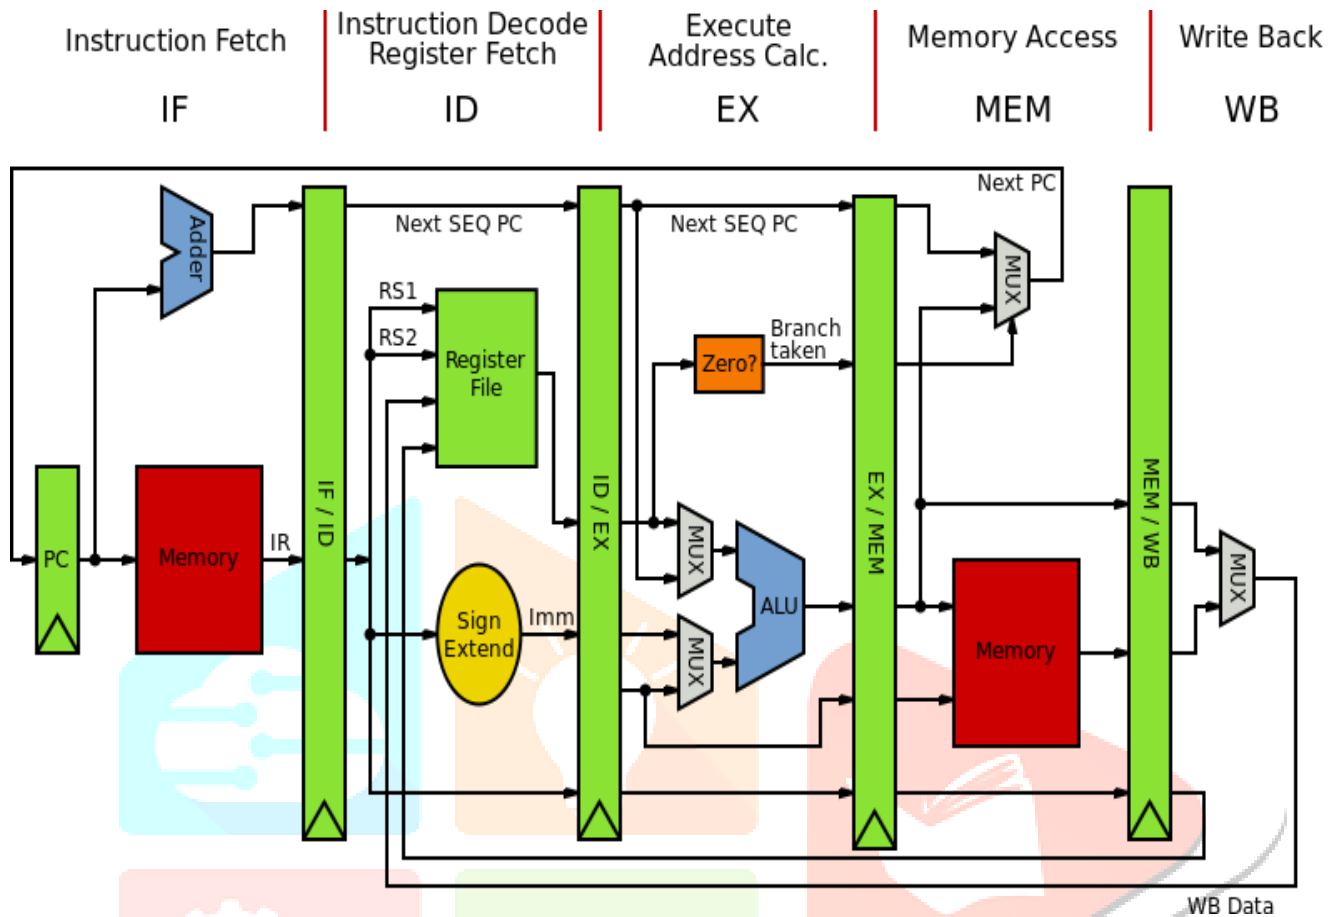 Instruction Fetch
Instruction Decode
Register Fetch
Execute
Address Calc.
Memory Access
Write Back
IF
ID
EX
MEM
WB
Next PC
Adder
Next SEQ PC
Next SEQ PC
MUX
RS1
RS2
Register
File
Zero?
Branch
taken
IF / ID
ID / EX
EX / MEM
MEM / WB
PC
Memory
IR
MUX
ALU
MUX
Sign
Extend
Imm
MUX
Memory
WB Data